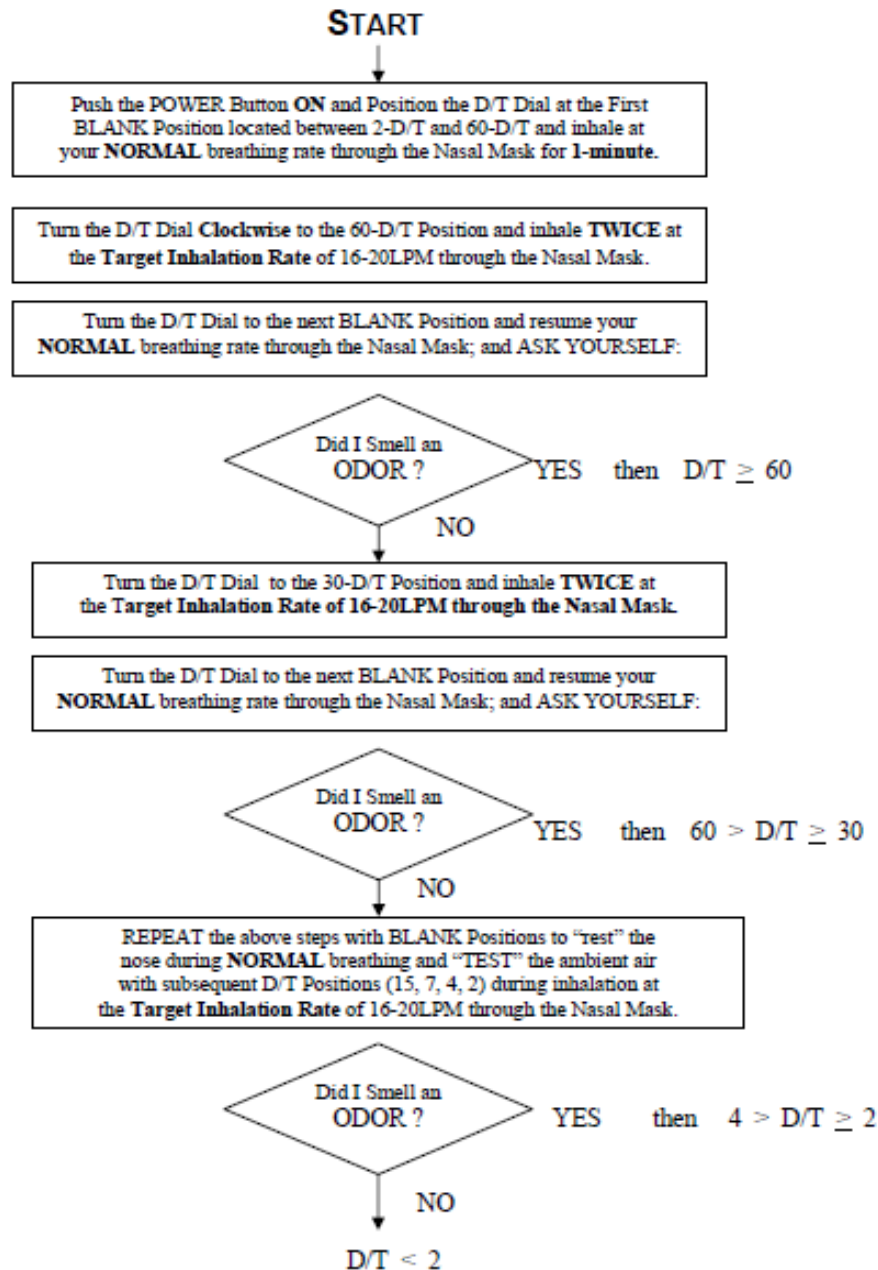 START
Push the POWER Button ON and Position the D/T Dial at the First
BLANK Position located between 2-D/T and 60-D/T and inhale at
your NORMAL breathing rate through the Nasal Mask for 1-minute.
Turn the D/T Dial Clockwise to the 60-D/T Position and inhale TWICE at
the Target Inhalation Rate of 16-20LPM through the Nasal Mask.
Turn the D/T Dial to the next BLANK Position and resume your
NORMAL breathing rate through the Nasal Mask; and ASK YOURSELF:
Did I Smell an
ODOR ?
YES then D/T ≥ 60
NO
Turn the D/T Dial to the 30-D/T Position and inhale TWICE at
the Target Inhalation Rate of 16-20LPM through the Nasal Mask.
Turn the D/T Dial to the next BLANK Position and resume your
NORMAL breathing rate through the Nasal Mask; and ASK YOURSELF:
Did I Smell an
ODOR ?
YES then 60 > D/T ≥ 30
NO
REPEAT the above steps with BLANK Positions to “rest” the
nose during NORMAL breathing and “TEST” the ambient air
with subsequent D/T Positions (15, 7, 4, 2) during inhalation at
the Target Inhalation Rate of 16-20LPM through the Nasal Mask.
Did I Smell an
ODOR ?
YES then 4 > D/T ≥ 2
NO
D/T < 2